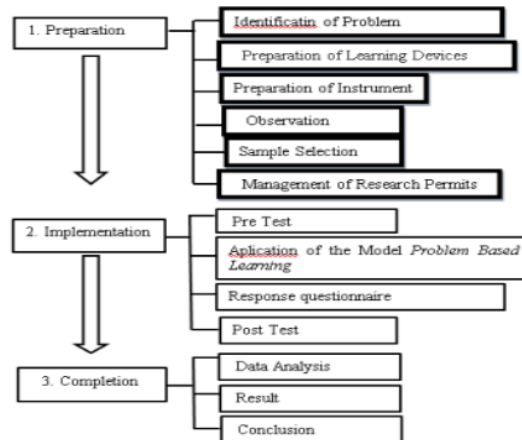 1. Preparation
Identificatin of Problem
Preparation of Learning Devices
Preparation of Instrument
Observation
Sample Selection
Management of Research Permits
2. Implementation
Pre Test
Aplication of the Model Problem Based
Learning
Response questionnaire
Post Test
3. Completion
Data Analysis
Result
Conclusion